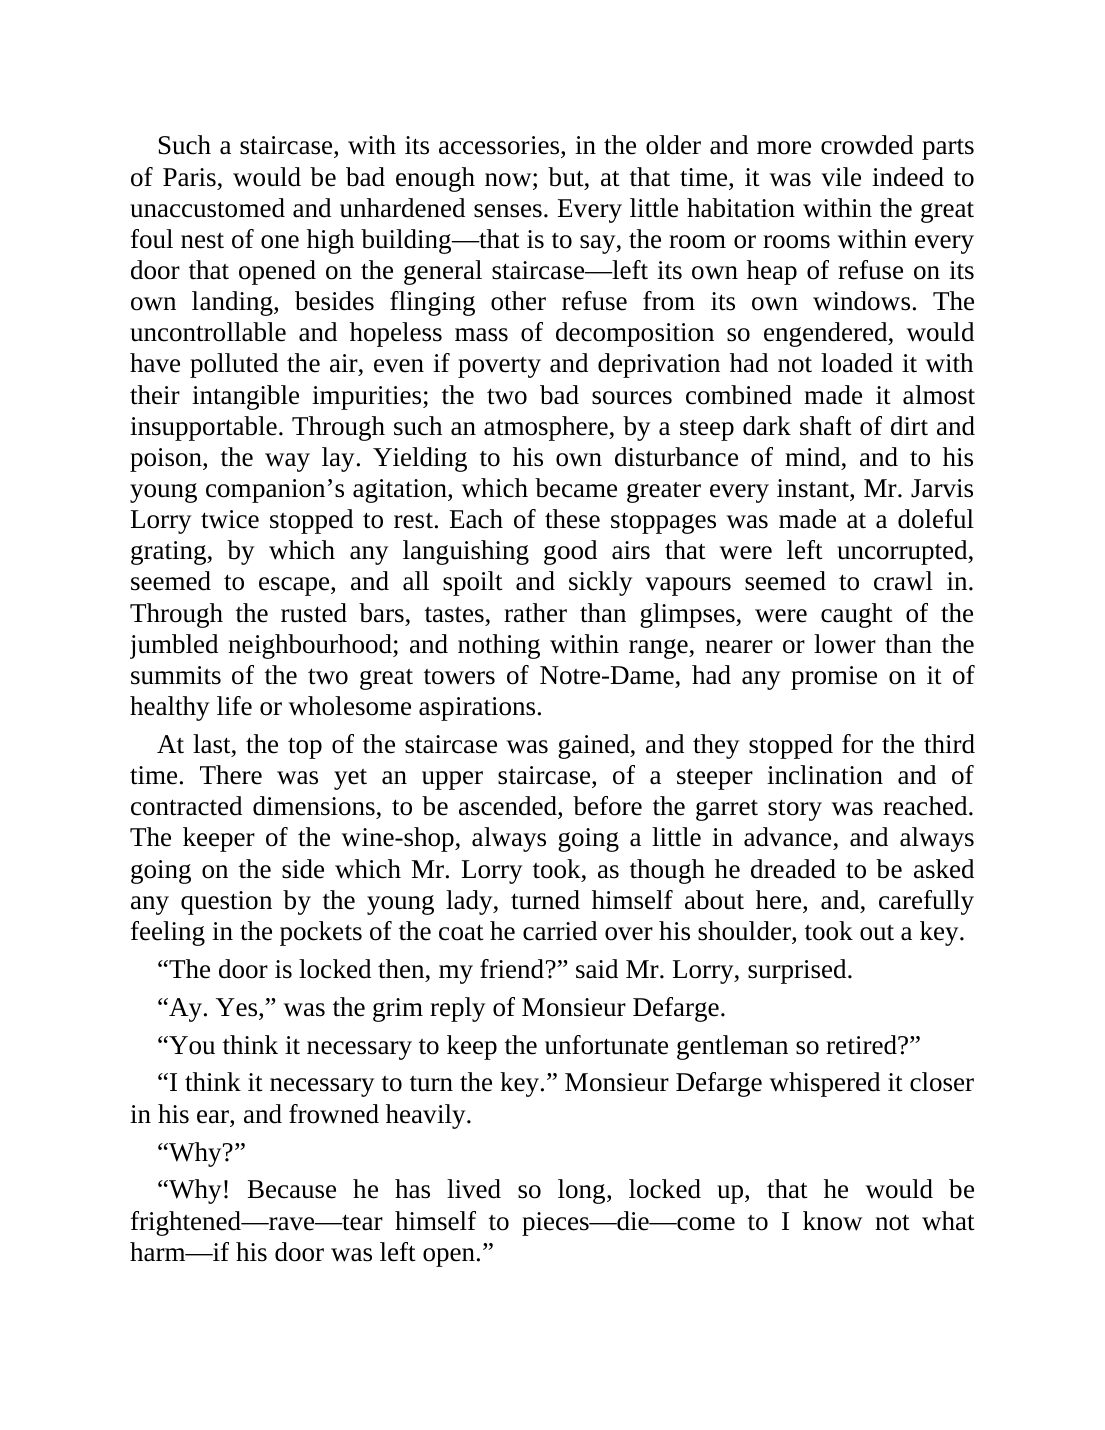 Such a staircase, with its accessories, in the older and more crowded parts
of Paris, would be bad enough now; but, at that time, it was vile indeed to
unaccustomed and unhardened senses. Every little habitation within the great
foul nest of one high building—that is to say, the room or rooms within every
door that opened on the general staircase—left its own heap of refuse on its
own landing, besides flinging other refuse from its own windows. The
uncontrollable and hopeless mass of decomposition so engendered, would
have polluted the air, even if poverty and deprivation had not loaded it with
their intangible impurities; the two bad sources combined made it almost
insupportable. Through such an atmosphere, by a steep dark shaft of dirt and
poison, the way lay. Yielding to his own disturbance of mind, and to his
young companion’s agitation, which became greater every instant, Mr. Jarvis
Lorry twice stopped to rest. Each of these stoppages was made at a doleful
grating, by which any languishing good airs that were left uncorrupted,
seemed to escape, and all spoilt and sickly vapours seemed to crawl in.
Through the rusted bars, tastes, rather than glimpses, were caught of the
jumbled neighbourhood; and nothing within range, nearer or lower than the
summits of the two great towers of Notre-Dame, had any promise on it of
healthy life or wholesome aspirations.
At last, the top of the staircase was gained, and they stopped for the third
time. There was yet an upper staircase, of a steeper inclination and of
contracted dimensions, to be ascended, before the garret story was reached.
The keeper of the wine-shop, always going a little in advance, and always
going on the side which Mr. Lorry took, as though he dreaded to be asked
any question by the young lady, turned himself about here, and, carefully
feeling in the pockets of the coat he carried over his shoulder, took out a key.
“The door is locked then, my friend?” said Mr. Lorry, surprised.
“Ay. Yes,” was the grim reply of Monsieur Defarge.
“You think it necessary to keep the unfortunate gentleman so retired?”
“I think it necessary to turn the key.” Monsieur Defarge whispered it closer
in his ear, and frowned heavily.
“Why?”
“Why! Because he has lived so long, locked up, that he would be
frightened—rave—tear himself to pieces—die—come to I know not what
harm—if his door was left open.”